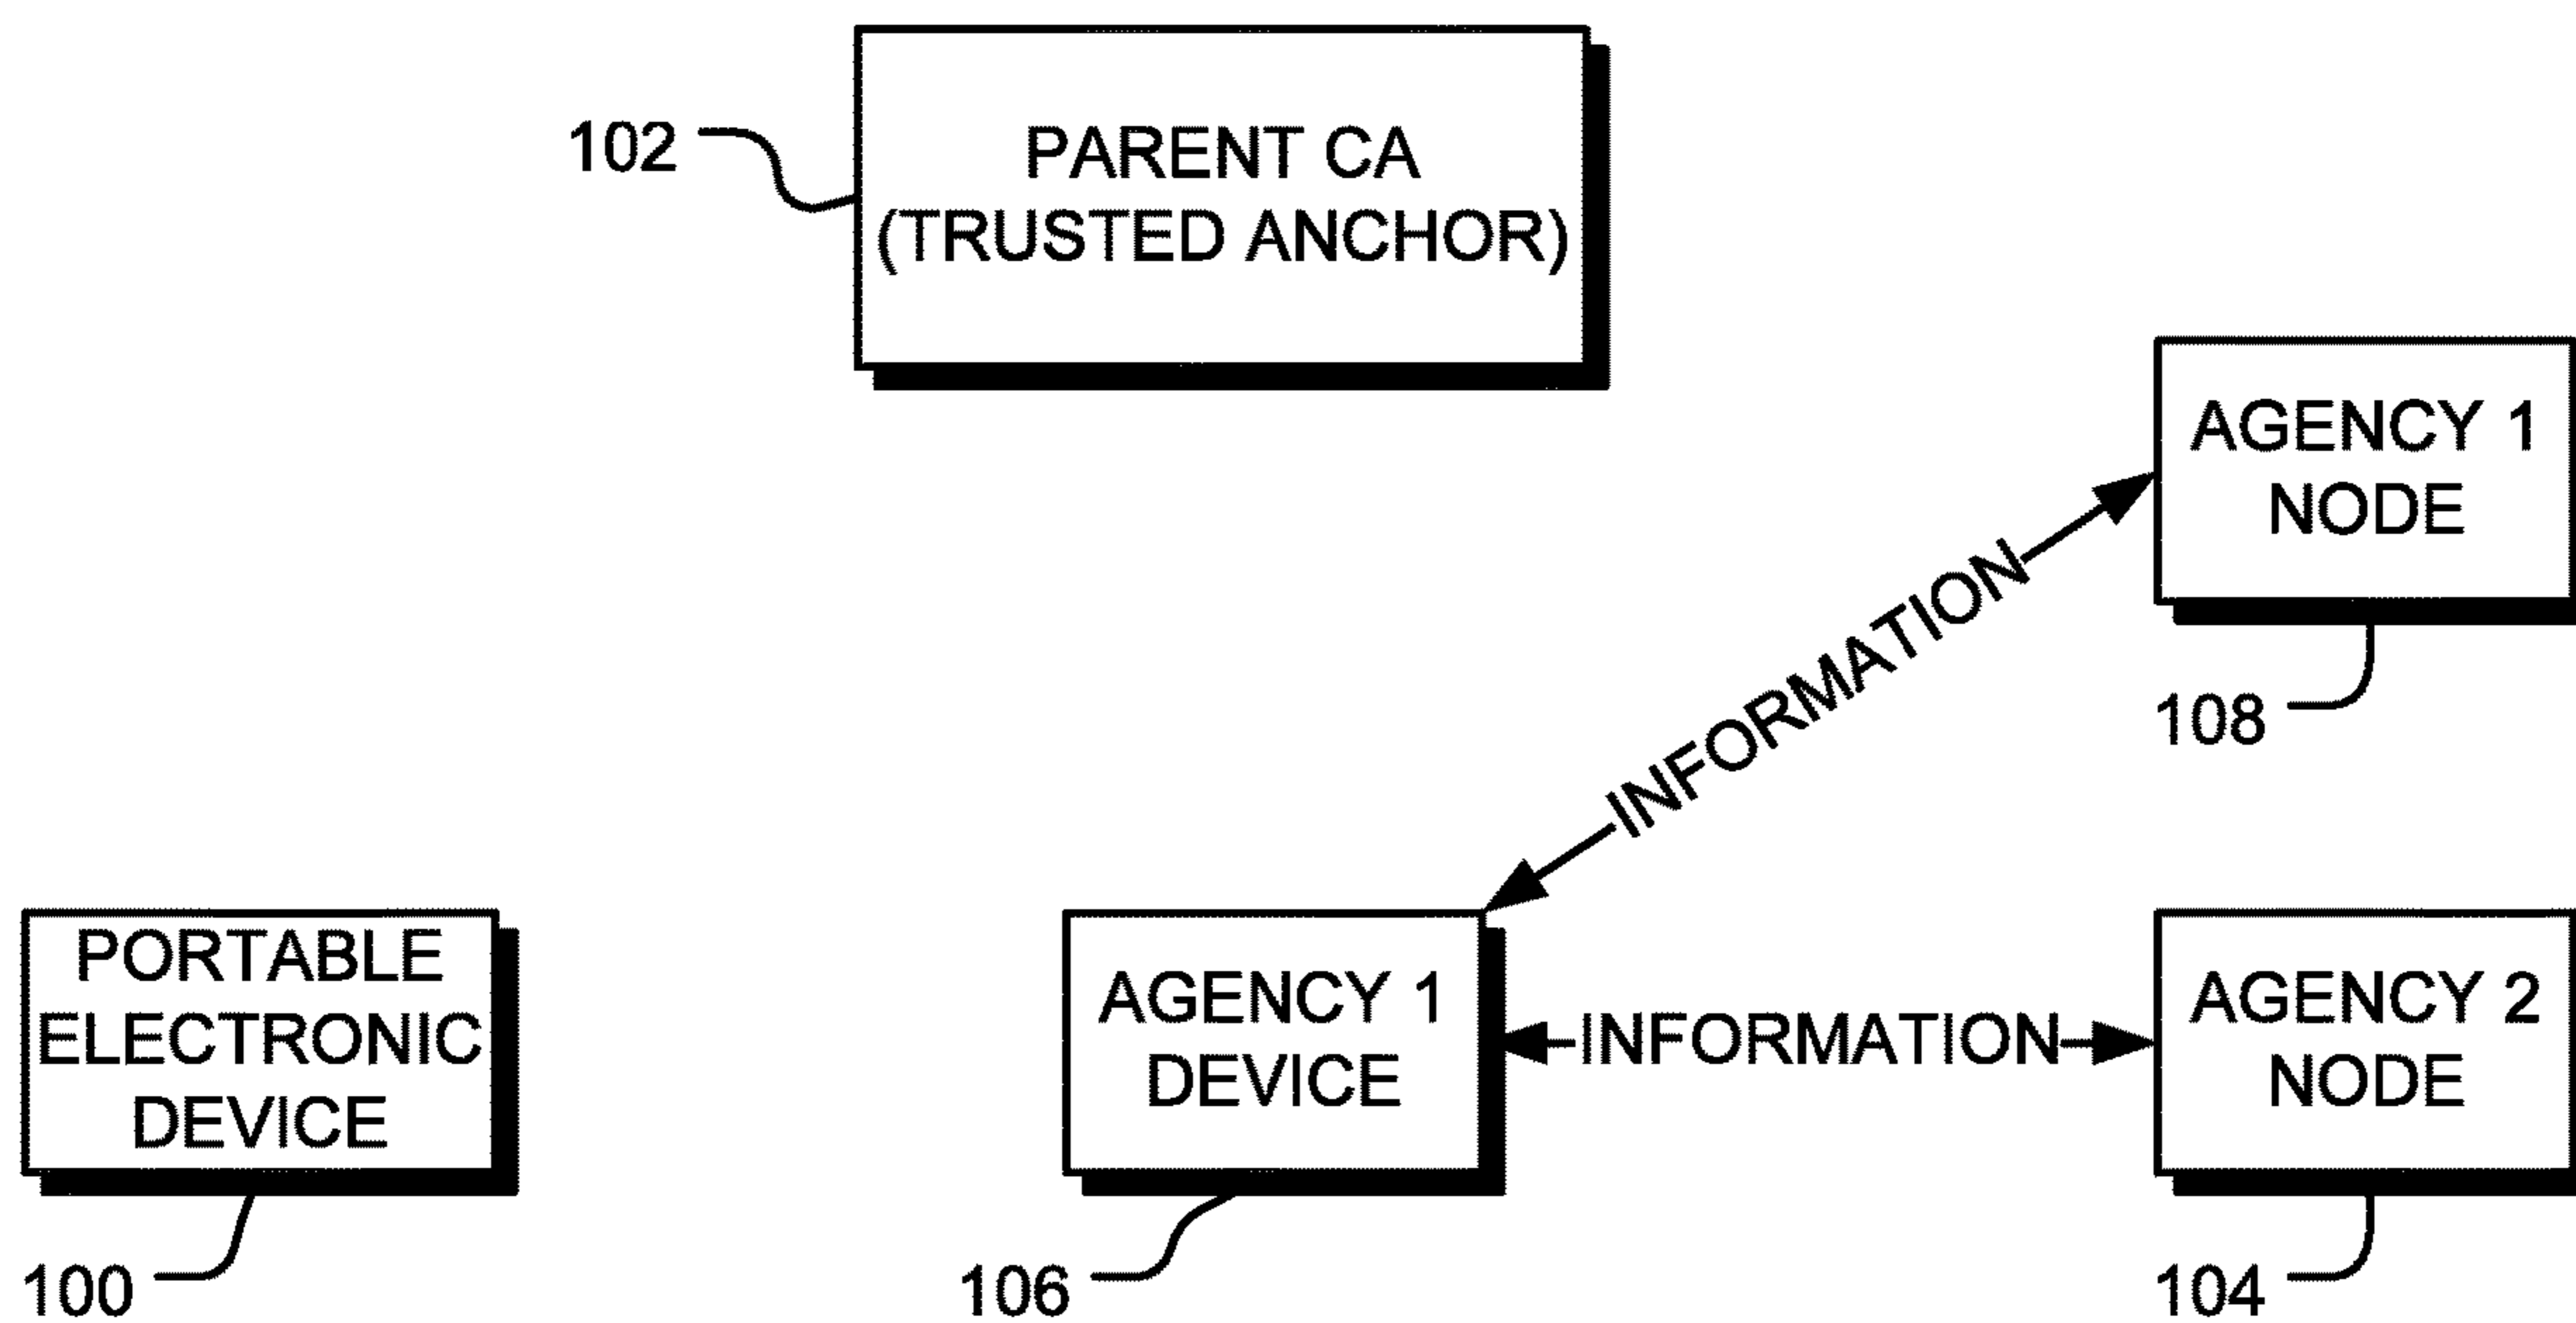 102
PARENT CA
(TRUSTED ANCHOR)
AGENCY 1
NODE
108
INFORMATION
PORTABLE
ELECTRONIC
DEVICE
100
AGENCY 1
DEVICE
106
INFORMATION
AGENCY 2
NODE
104